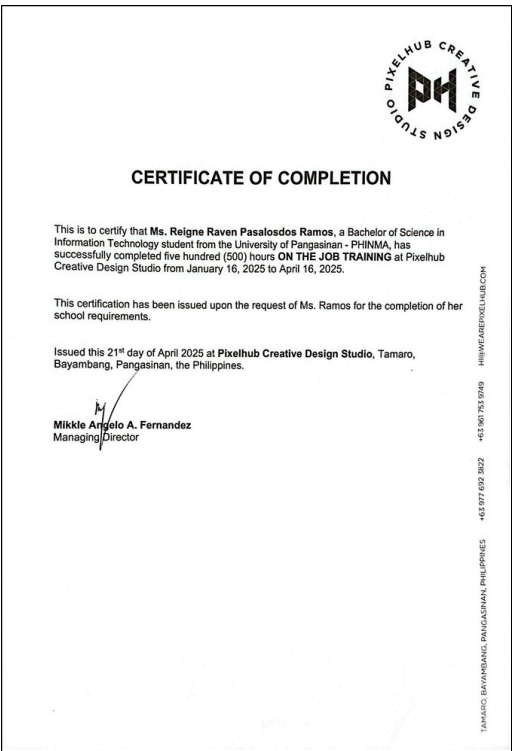 PIXELHUB CREATIVE DESIGN STUDIO
PH
CERTIFICATE OF COMPLETION
This is to certify that Ms. Reigne Raven Pasalosdos Ramos, a Bachelor of Science in
Information Technology student from the University of Pangasinan - PHINMA, has
successfully completed five hundred (500) hours ON THE JOB TRAINING at Pixelhub
Creative Design Studio from January 16, 2025 to April 16, 2025.
This certification has been issued upon the request of Ms. Ramos for the completion of her
school requirements.
Issued this 21st day of April 2025 at Pixelhub Creative Design Studio, Tamaro,
Bayambang, Pangasinan, the Philippines.
Mikkle Angelo A. Fernandez
Managing Director
TAMARO, BAYAMBANG, PANGASINAN, PHILIPPINES +63 977 692 3822 +63 961 753 9749 HI@WEAREPIXELHUB.COM